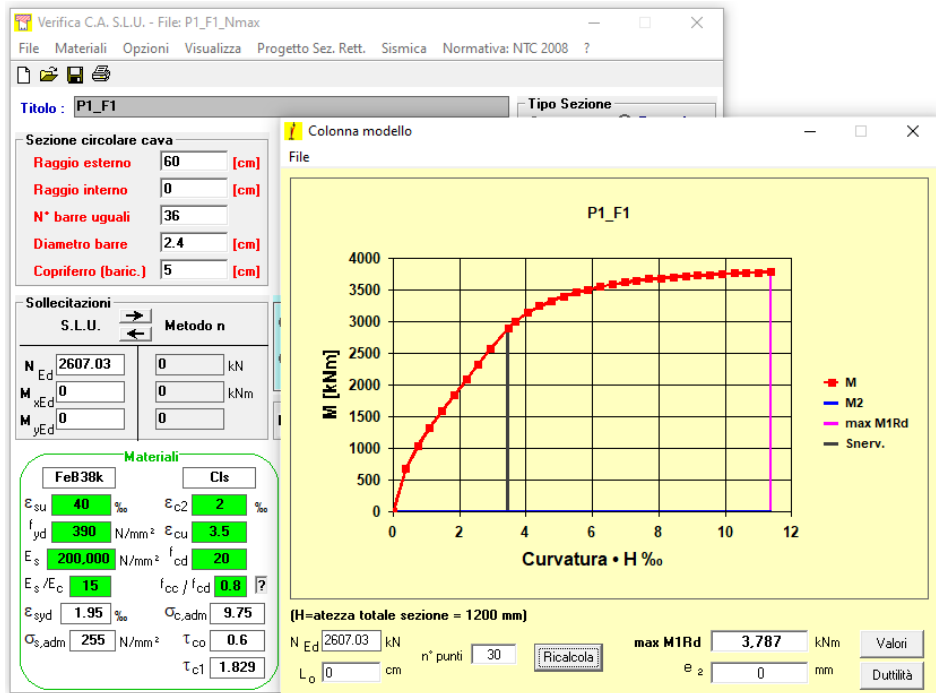 Verifica C.A. S.L.U. - File: P1_F1_Nmax
File Materiali Opzioni Visualizza Progetto Sez. Rett. Sismica Normativa: NTC 2008 ?
Titolo : P1_F1
Tipo Sezione
Sezione circolare cava
Raggio esterno 60 [cm]
Raggio interno 0 [cm]
N° barre uguali 36
Diametro barre 2.4 [cm]
Copriferro (baric.) 5 [cm]
Sollecitazioni
S.L.U. Metodo n
N Ed 2607.03 0 kN
M xEd 0 0 kNm
M yEd 0 0
Materiali
FeB38k Cls
εsu 40 ‰ εc2 2 ‰
fyd 390 N/mm² εcu 3.5
Es 200,000 N/mm² fcd 20
Es/Ec 15 fcc / fcd 0.8 ?
εsyd 1.95 ‰ σc,adm 9.75
σs,adm 255 N/mm² τco 0.6
τc1 1.829
Colonna modello
File
P1_F1
4000
3500
3000
2500
2000
1500
1000
500
0
M [kNm]
0 2 4 6 8 10 12
Curvatura • H ‰
M
M2
max M1Rd
Snerv.
(H=atezza totale sezione = 1200 mm)
N Ed 2607.03 kN n° punti 30 Ricalcola max M1Rd 3,787 kNm Valori
Lo 0 cm e 2 0 mm Duttilità